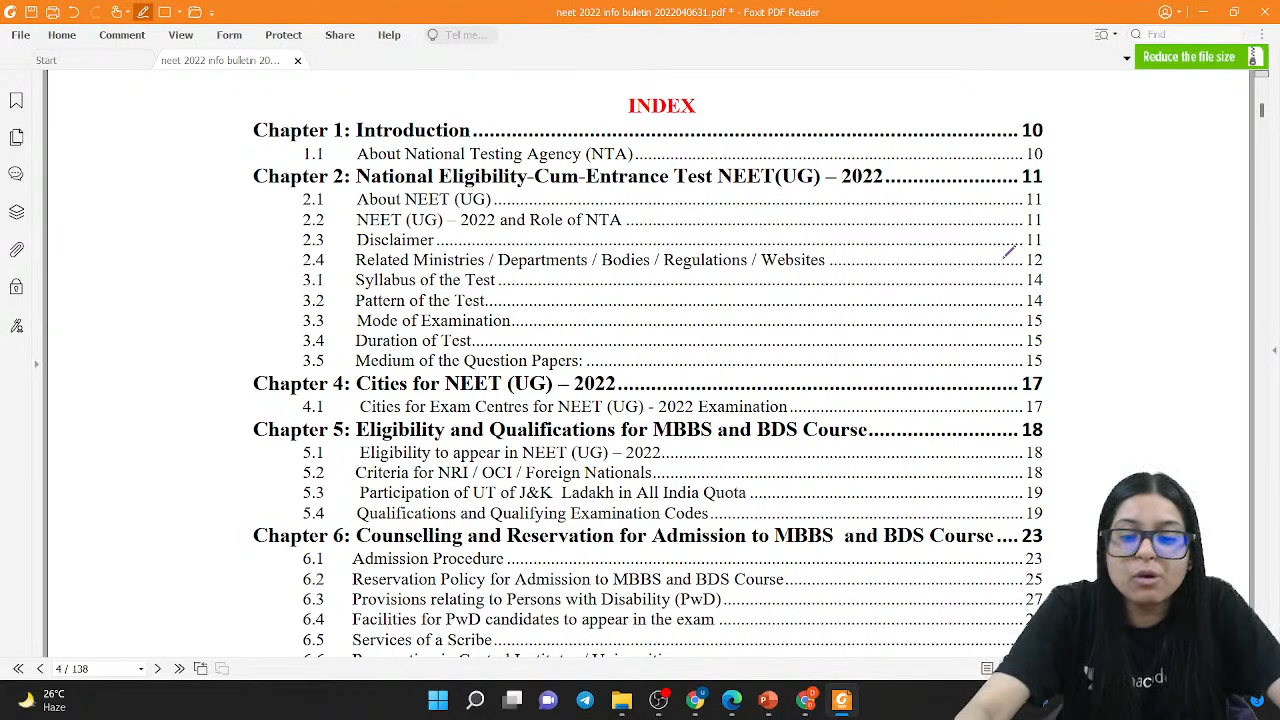 neet 2022 info buletin 2022040631.pdf * - Foxit PDF Reader
File Home Comment View Form Protect Share Help Tell me... Find
Start neet 2022 info buletin 20... Reduce the file size
INDEX
Chapter 1: Introduction 10
1.1 About National Testing Agency (NTA) 10
Chapter 2: National Eligibility-Cum-Entrance Test NEET(UG) – 2022 11
2.1 About NEET (UG) 11
2.2 NEET (UG) – 2022 and Role of NTA 11
2.3 Disclaimer 11
2.4 Related Ministries / Departments / Bodies / Regulations / Websites 12
3.1 Syllabus of the Test 14
3.2 Pattern of the Test 14
3.3 Mode of Examination 15
3.4 Duration of Test 15
3.5 Medium of the Question Papers: 15
Chapter 4: Cities for NEET (UG) – 2022 17
4.1 Cities for Exam Centres for NEET (UG) - 2022 Examination 17
Chapter 5: Eligibility and Qualifications for MBBS and BDS Course 18
5.1 Eligibility to appear in NEET (UG) – 2022 18
5.2 Criteria for NRI / OCI / Foreign Nationals 18
5.3 Participation of UT of J&K Ladakh in All India Quota 19
5.4 Qualifications and Qualifying Examination Codes 19
Chapter 6: Counselling and Reservation for Admission to MBBS and BDS Course 23
6.1 Admission Procedure 23
6.2 Reservation Policy for Admission to MBBS and BDS Course 25
6.3 Provisions relating to Persons with Disability (PwD) 27
6.4 Facilities for PwD candidates to appear in the exam
6.5 Services of a Scribe
4 / 138
26°C
Haze